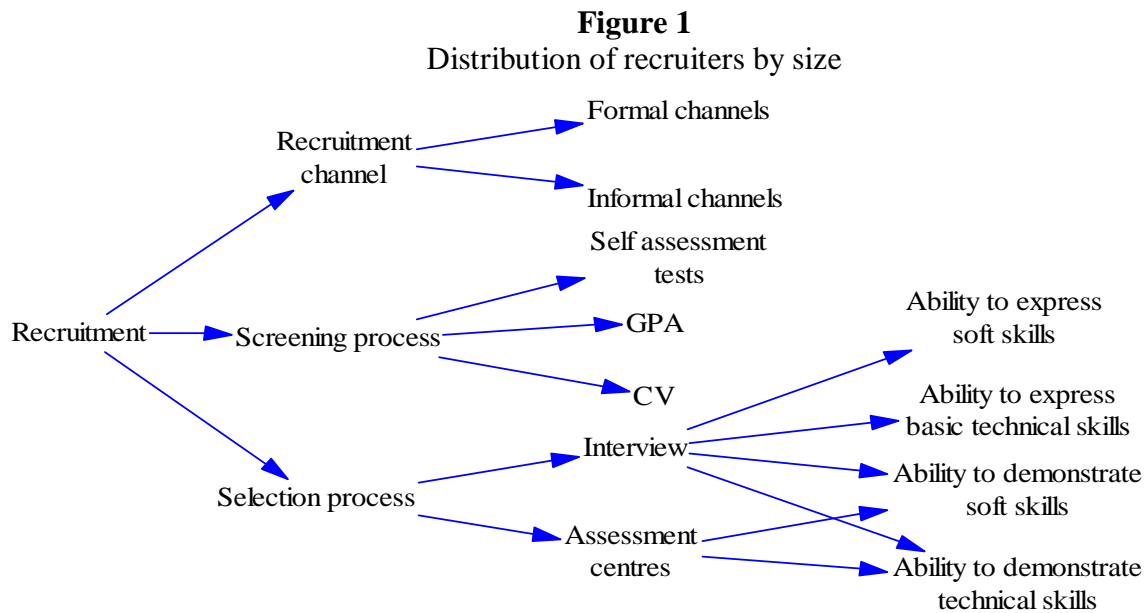 Figure 1
Distribution of recruiters by size
Formal channels
Recruitment
channel
Informal channels
Self assessment
tests
Recruitment
Screening process
GPA
CV
Ability to express
soft skills
Ability to express
basic technical skills
Interview
Ability to demonstrate
soft skills
Selection process
Assessment
centres
Ability to demonstrate
technical skills